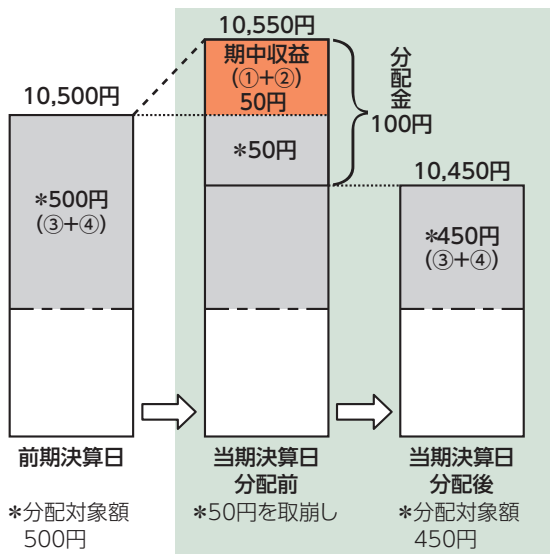 10,500円
*500円
(③+④)
前期決算日
*分配対象額
500円
10,550円
期中収益
(①+②)
50円
*50円
分配金
100円
当期決算日
分配前
*50円を取崩し
10,450円
*450円
(③+④)
当期決算日
分配後
*分配対象額
450円